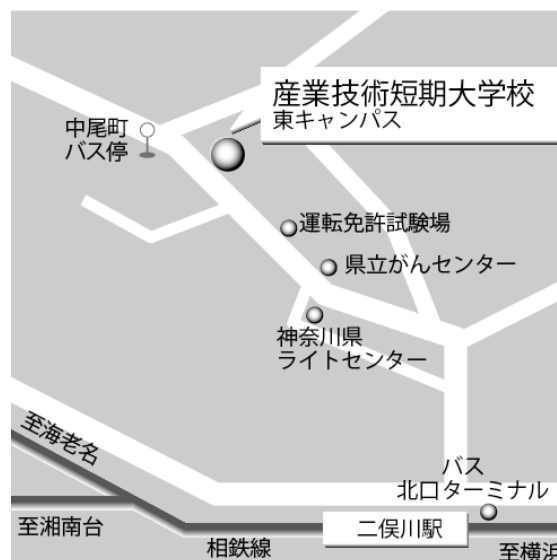 産業技術短期大学校
東キャンパス
中尾町
バス停
運転免許試験場
県立がんセンター
神奈川県
ライトセンター
至海老名
バス
北口ターミナル
至湘南台
相鉄線
二俣川駅
至横浜